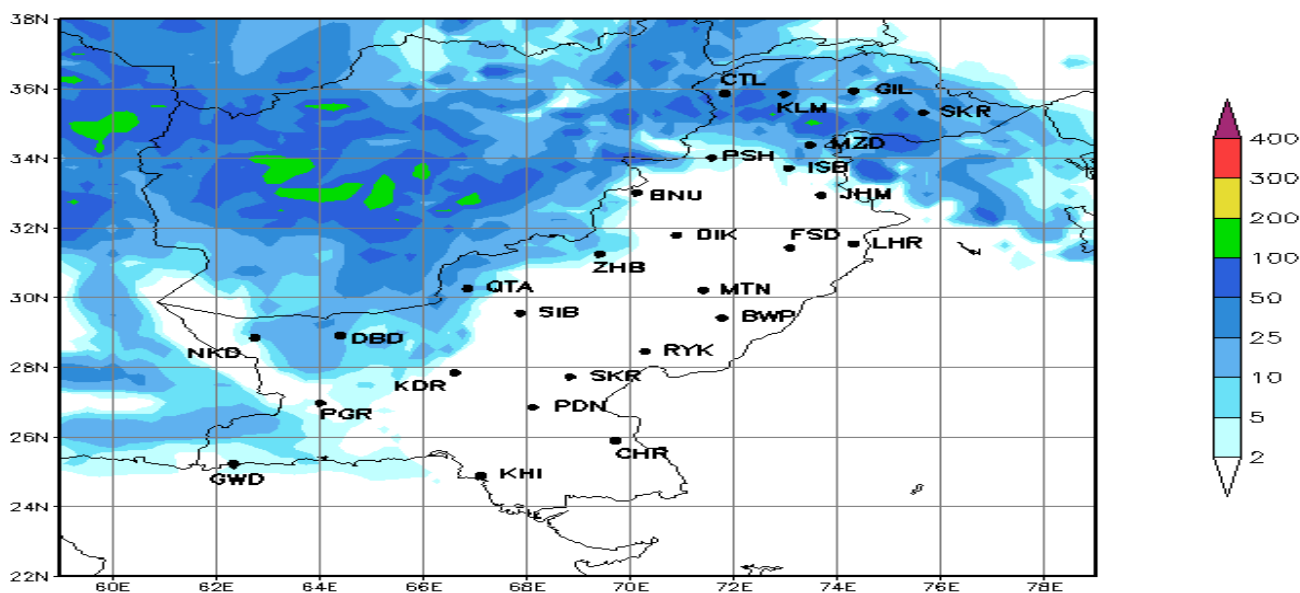 38N
36N
34N
32N
30N
28N
26N
24N
22N
60E 62E 64E 66E 68E 70E 72E 74E 76E 78E
CTL
GIL
KLM
SKR
MZD
PSH
ISB
BNU
JHM
DIK
FSD
LHR
ZHB
QTA
MTN
SIB
BWP
DBD
NKD
RYK
KDR
SKR
PGR
PDN
CHR
GWD
KHI
400
300
200
100
50
25
10
5
2